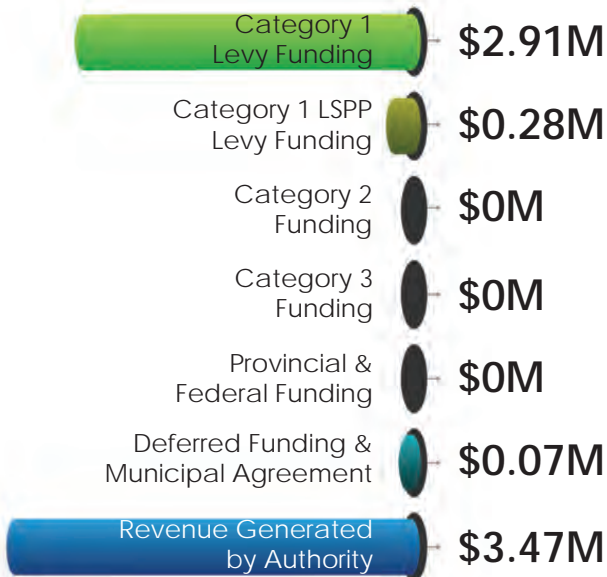 Category 1
Levy Funding
$2.91M
Category 1 LSPP
Levy Funding
$0.28M
Category 2
Funding
$0M
Category 3
Funding
$0M
Provincial &
Federal Funding
$0M
Deferred Funding &
Municipal Agreement
$0.07M
Revenue Generated
by Authority
$3.47M